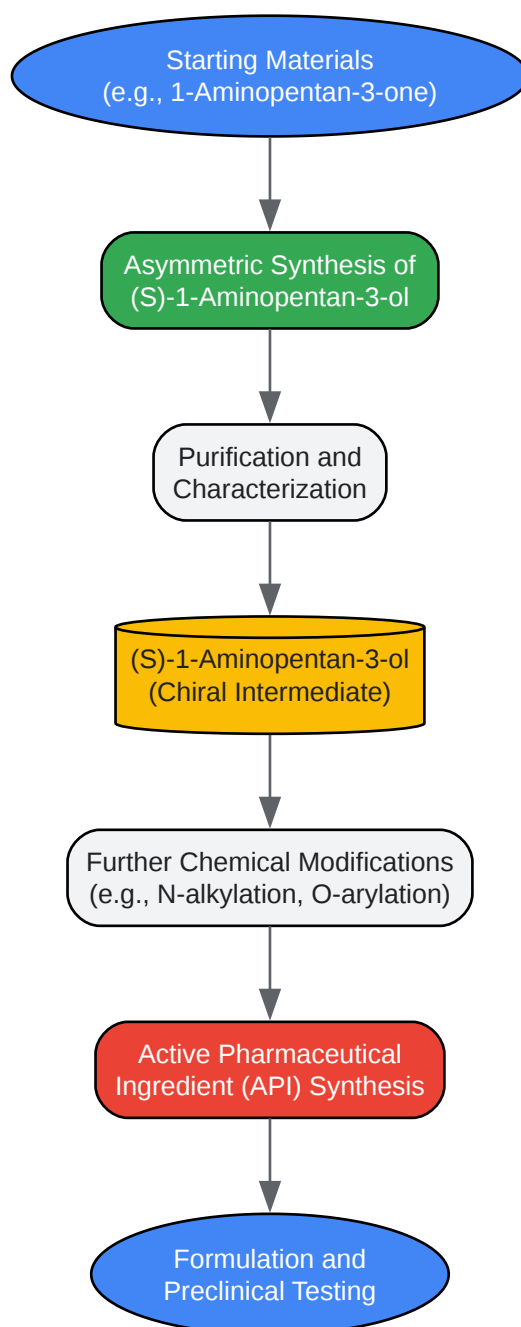 Starting Materials
(e.g., 1-Aminopentan-3-one)
Asymmetric Synthesis of
(S)-1-Aminopentan-3-ol
Purification and
Characterization
(S)-1-Aminopentan-3-ol
(Chiral Intermediate)
Further Chemical Modifications
(e.g., N-alkylation, O-arylation)
Active Pharmaceutical
Ingredient (API) Synthesis
Formulation and
Preclinical Testing